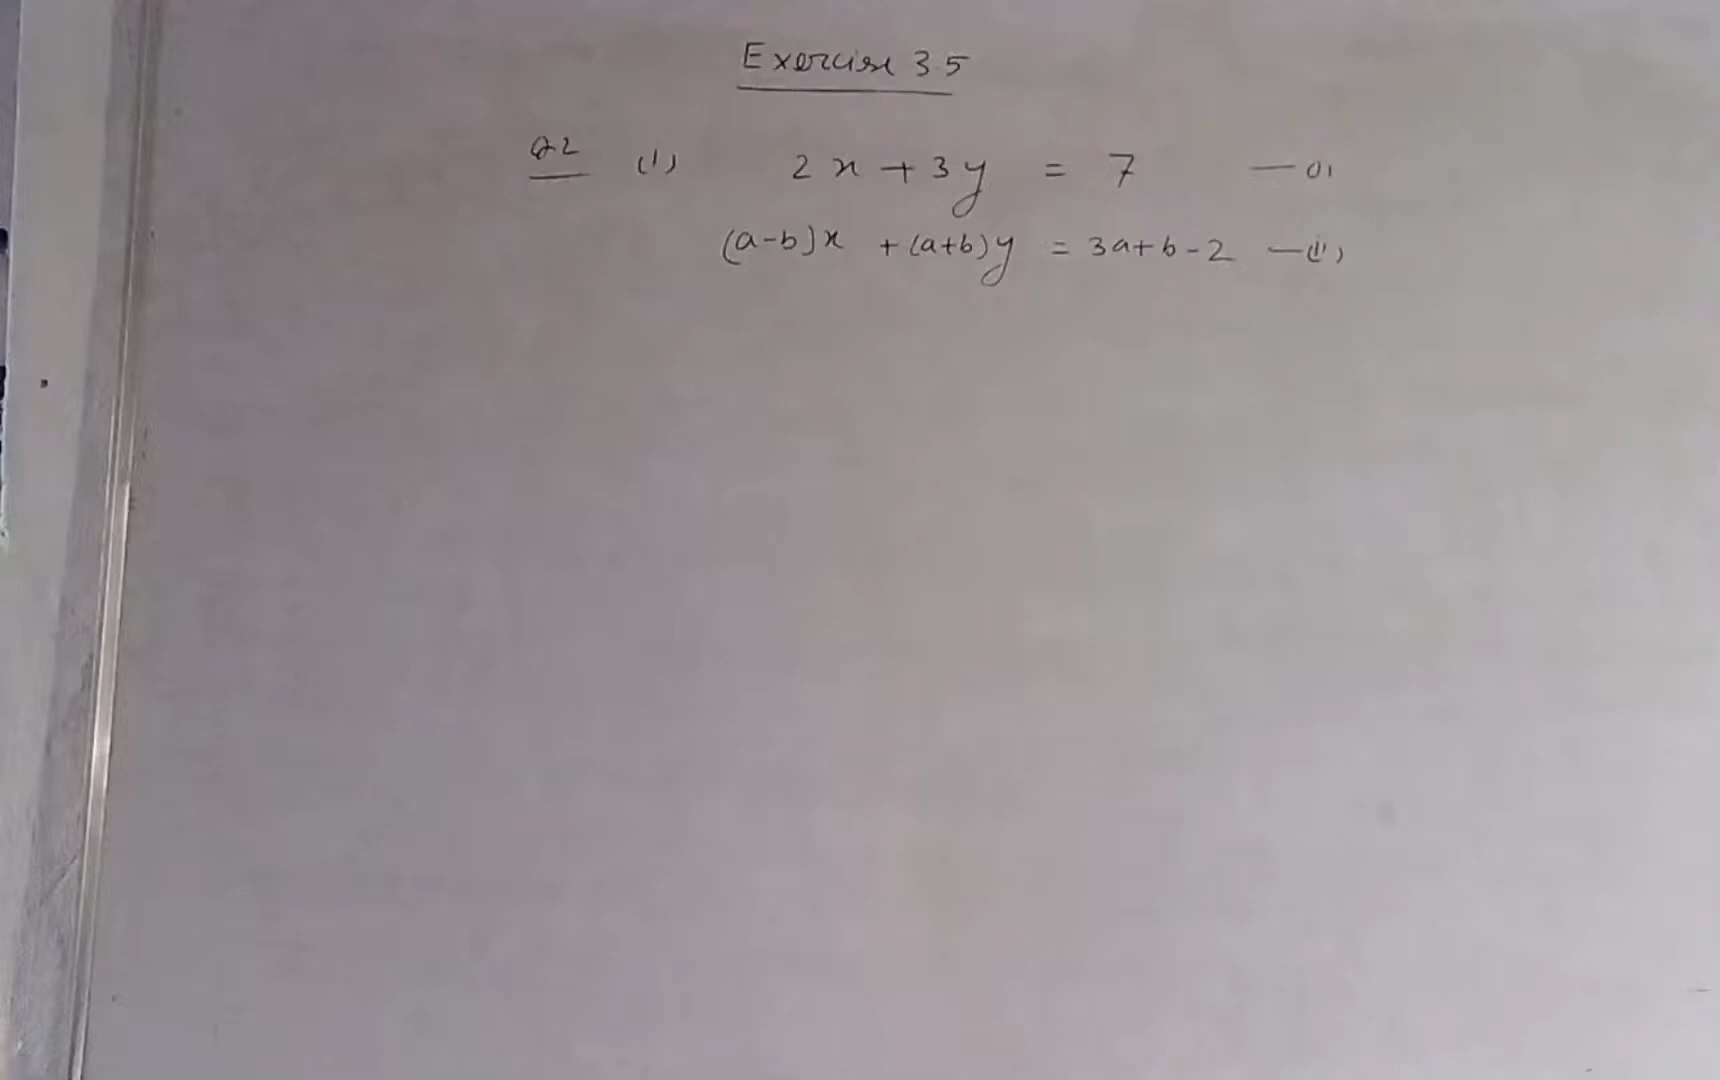 Exercise 3.5
Q2 (i) 2x + 3y = 7 — (i)
(a-b)x + (a+b)y = 3a+b-2 — (ii)